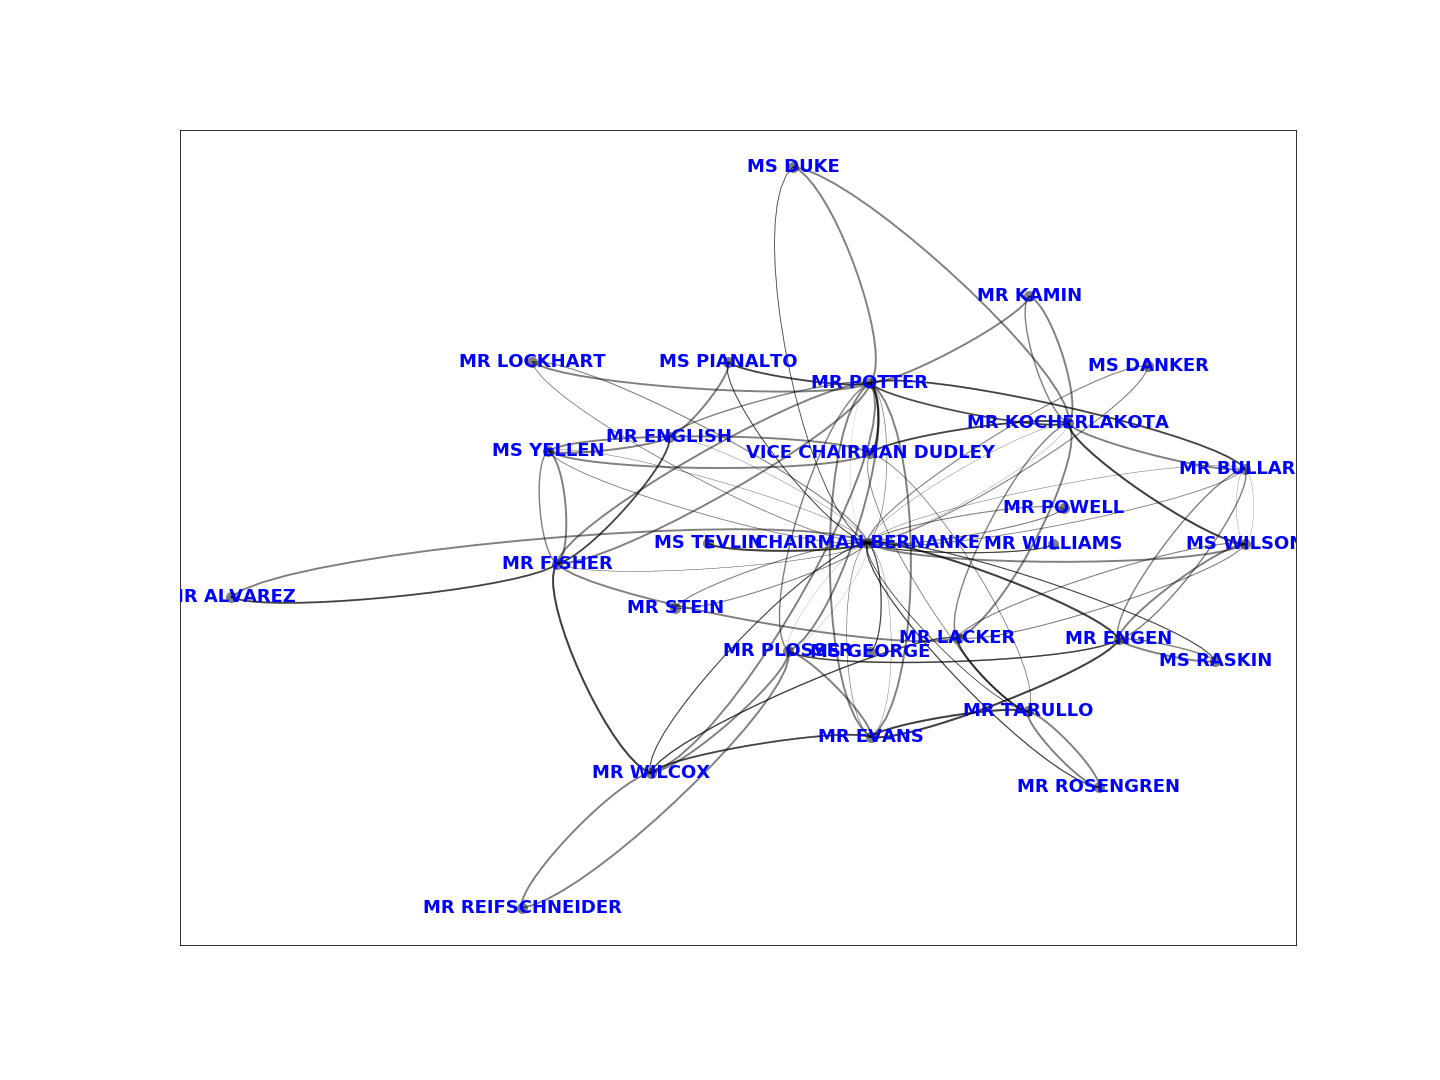 MS DUKE
MR KAMIN
MR LOCKHART
MS PIANALTO
MS DANKER
MR POTTER
MR KOCHERLAKOTA
MR ENGLISH
MS YELLEN
VICE CHAIRMAN DUDLEY
MR BULLAR
MR POWELL
MS TEVLIN
CHAIRMAN BERNANKE
MR WILLIAMS
MS WILSON
MR FISHER
MR ALVAREZ
MR STEIN
MR LACKER
MR ENGEN
MR PLOSSER
MS GEORGE
MS RASKIN
MR TARULLO
MR EVANS
MR WILCOX
MR ROSENGREN
MR REIFSCHNEIDER